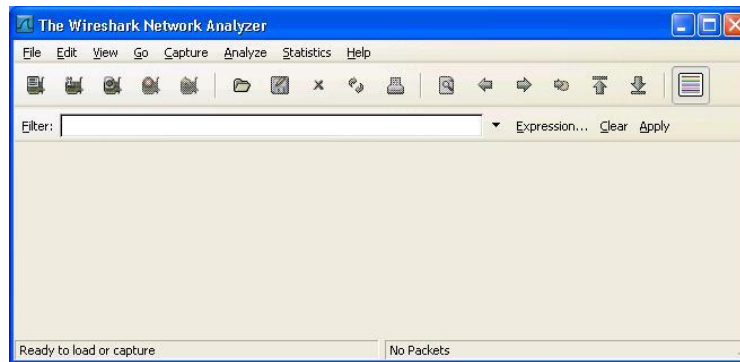 The Wireshark Network Analyzer
File Edit View Go Capture Analyze Statistics Help
Filter: Expression... Clear Apply
Ready to load or capture No Packets